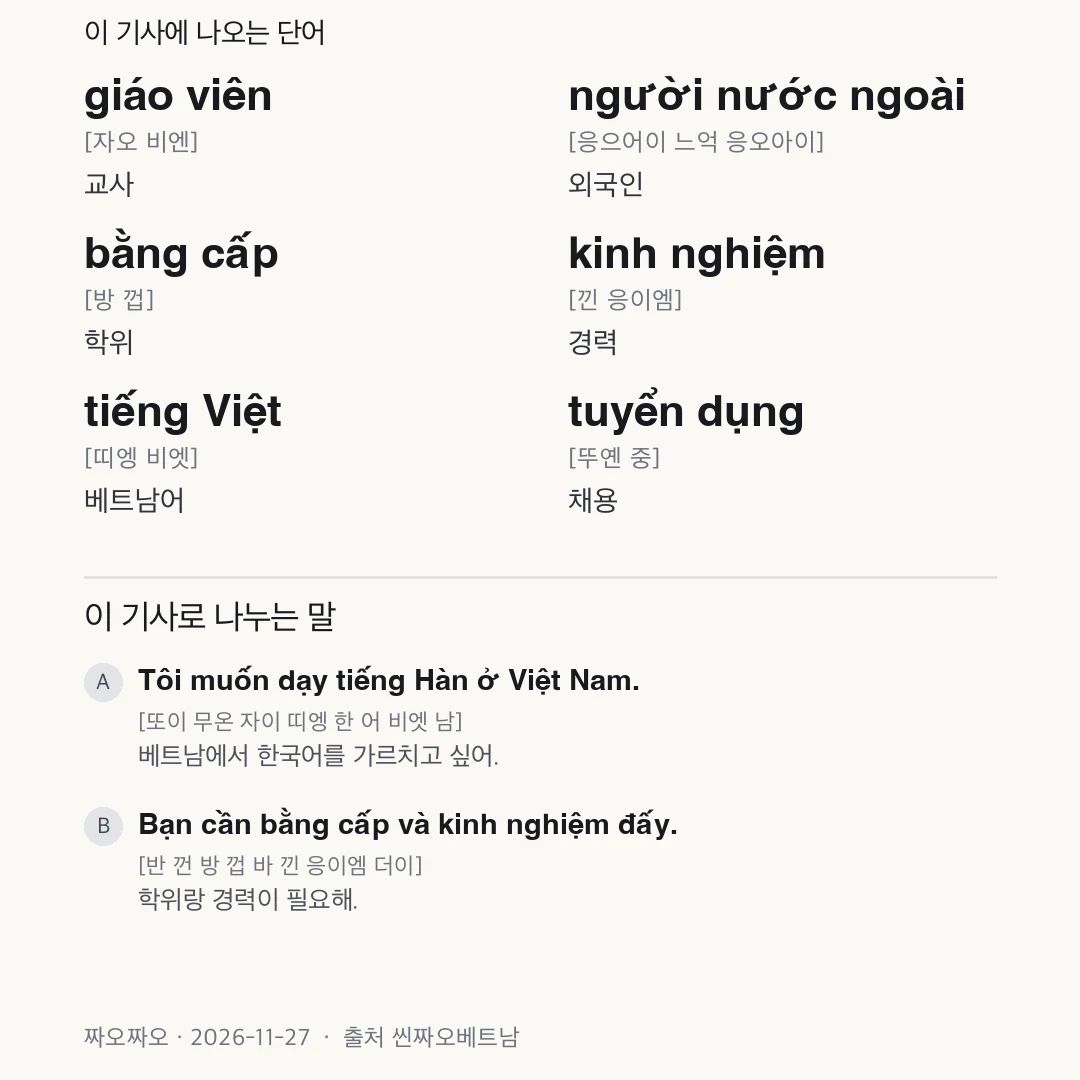 이 기사에 나오는 단어
giáo viên
[자오 비엔]
교사
người nước ngoài
[응으어이 느억 응오아이]
외국인
bằng cấp
[방 껍]
학위
kinh nghiệm
[낀 응이엠]
경력
tiếng Việt
[띠엥 비엣]
베트남어
tuyển dụng
[뚜옌 중]
채용
이 기사로 나누는 말
A
Tôi muốn dạy tiếng Hàn ở Việt Nam.
[또이 무온 자이 띠엥 한 어 비엣 남]
베트남에서 한국어를 가르치고 싶어.
B
Bạn cần bằng cấp và kinh nghiệm đấy.
[반 껀 방 껍 바 낀 응이엠 더이]
학위랑 경력이 필요해.
짜오짜오 · 2026-11-27 · 출처 씬짜오베트남